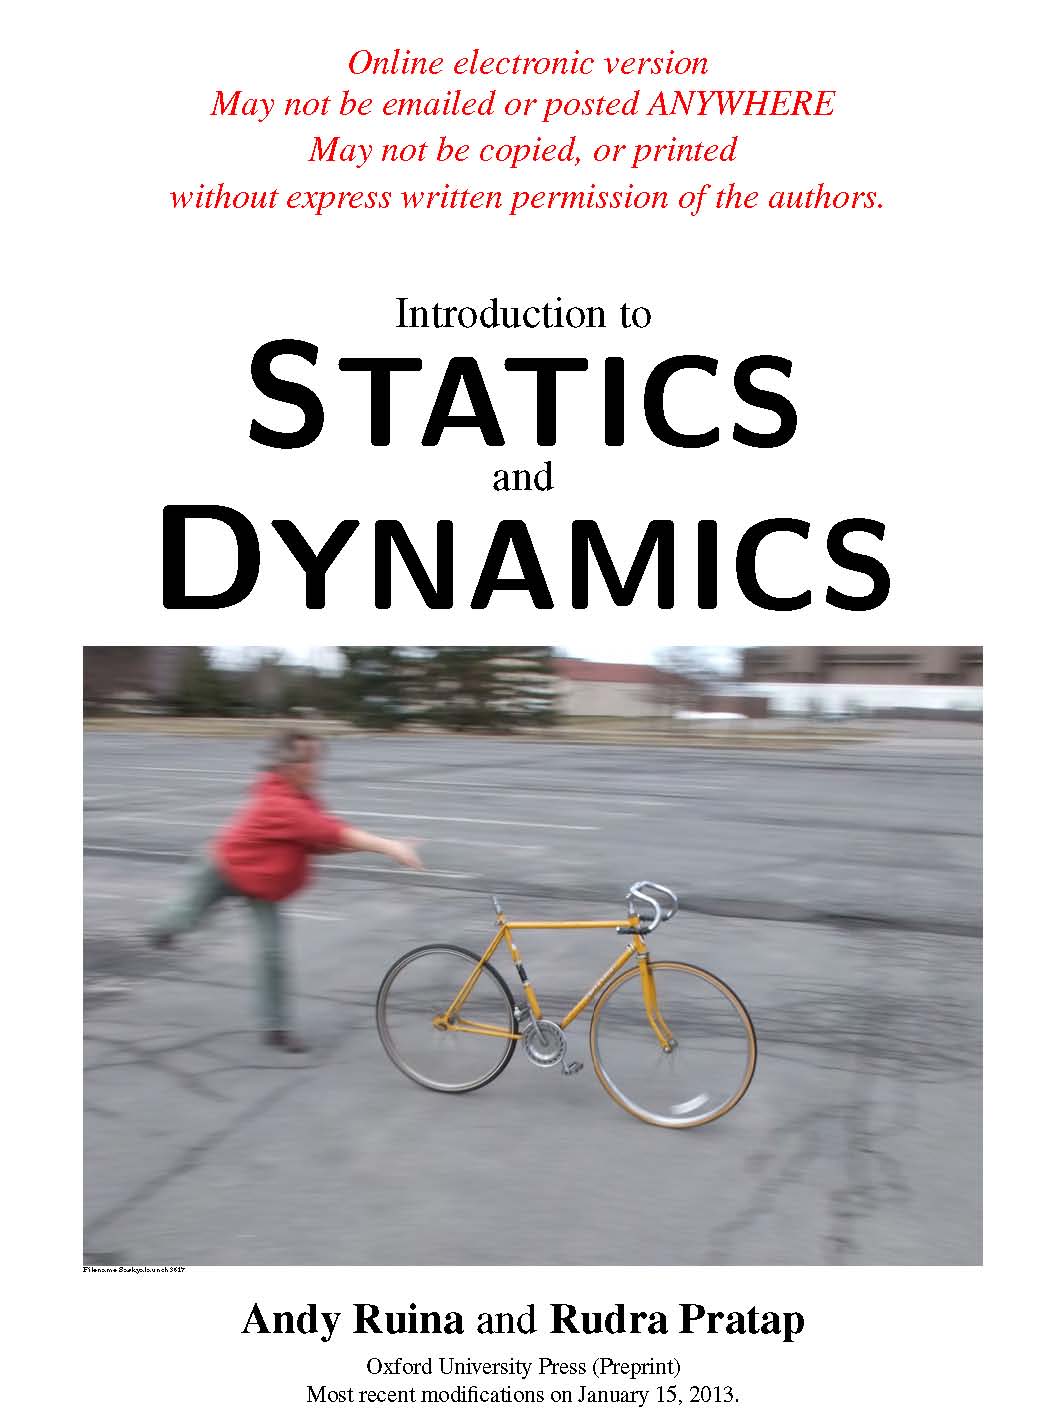 Online electronic version
May not be emailed or posted ANYWHERE
May not be copied, or printed
without express written permission of the authors.
Introduction to
STATICS
and
DYNAMICS
Andy Ruina and Rudra Pratap
Oxford University Press (Preprint)
Most recent modifications on January 15, 2013.